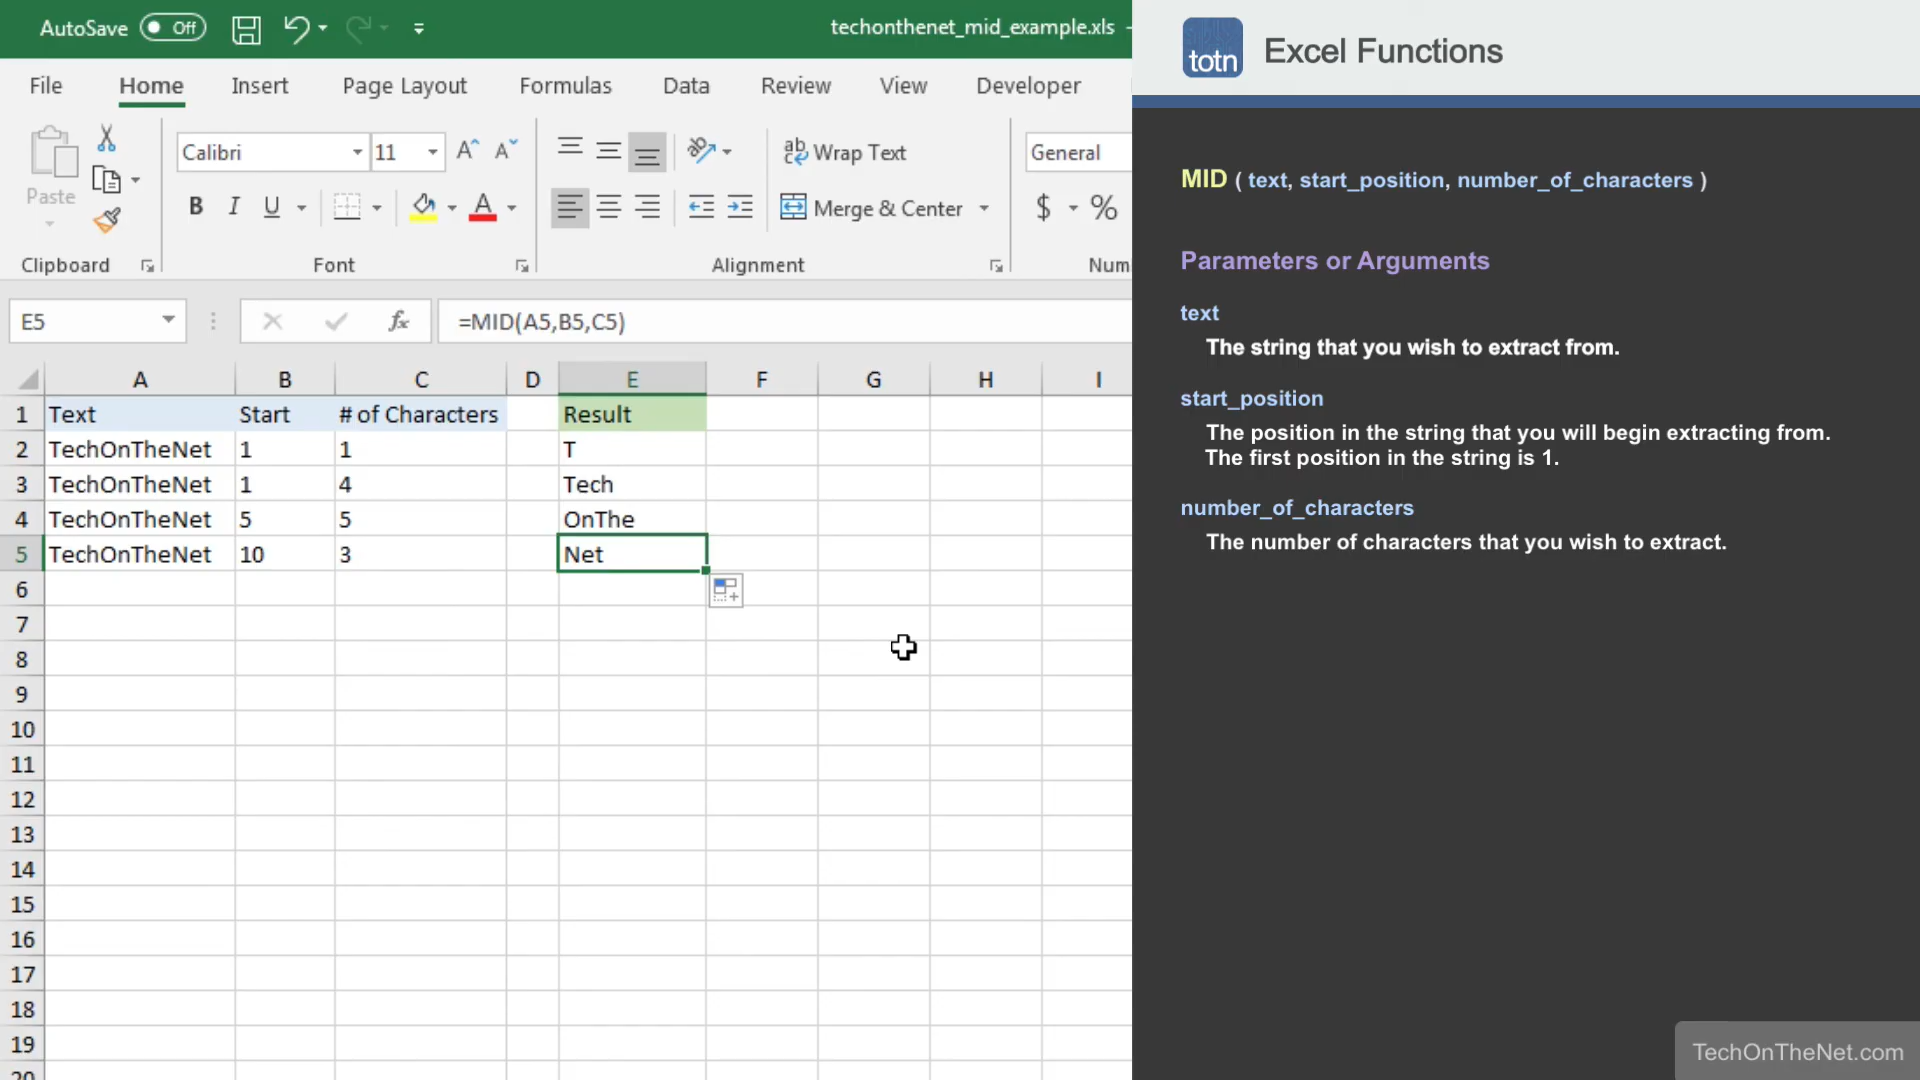 AutoSave Off techonthenet_mid_example.xls -
File Home Insert Page Layout Formulas Data Review View Developer
Paste Calibri 11 A A ab Wrap Text General
B I U A Merge & Center $ %
Clipboard Font Alignment Num
E5 fx =MID(A5,B5,C5)
A B C D E F G H I
1 Text Start # of Characters Result
2 TechOnTheNet 1 1 T
3 TechOnTheNet 1 4 Tech
4 TechOnTheNet 5 5 OnThe
5 TechOnTheNet 10 3 Net
6
7
8
9
10
11
12
13
14
15
16
17
18
19
20
totn Excel Functions
MID ( text, start_position, number_of_characters )
Parameters or Arguments
text
The string that you wish to extract from.
start_position
The position in the string that you will begin extracting from.
The first position in the string is 1.
number_of_characters
The number of characters that you wish to extract.
TechOnTheNet.com